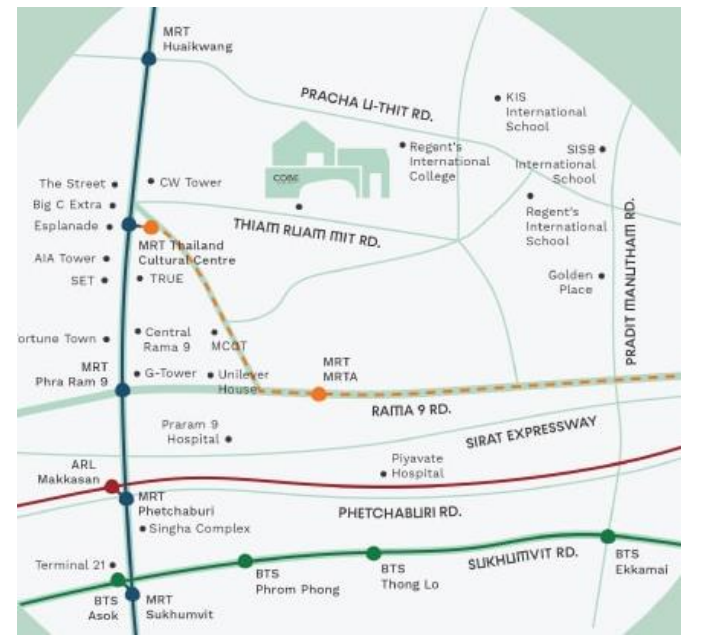 MRT
Huaikwang
PRACHA U-THIT RD.
KIS
International
School
Regent's
International
College
SISB
International
School
COBE
The Street
CW Tower
Big C Extra
Esplanade
Regent's
International
School
THIAM RUAM MIT RD.
PRADIT MANUTHAM RD.
MRT Thailand
Cultural Centre
AIA Tower
SET
TRUE
Golden
Place
ortune Town
Central
Rama 9
MCOT
MRT
Phra Ram 9
G-Tower
Unilever
House
MRT
MRTA
RAMA 9 RD.
Praram 9
Hospital
SIRAT EXPRESSWAY
ARL
Makkasan
Piyavate
Hospital
MRT
Phetchaburi
PHETCHABURI RD.
Singha Complex
Terminal 21
SUKHUMVIT RD.
BTS
Asok
MRT
Sukhumvit
BTS
Phrom Phong
BTS
Thong Lo
BTS
Ekkamai